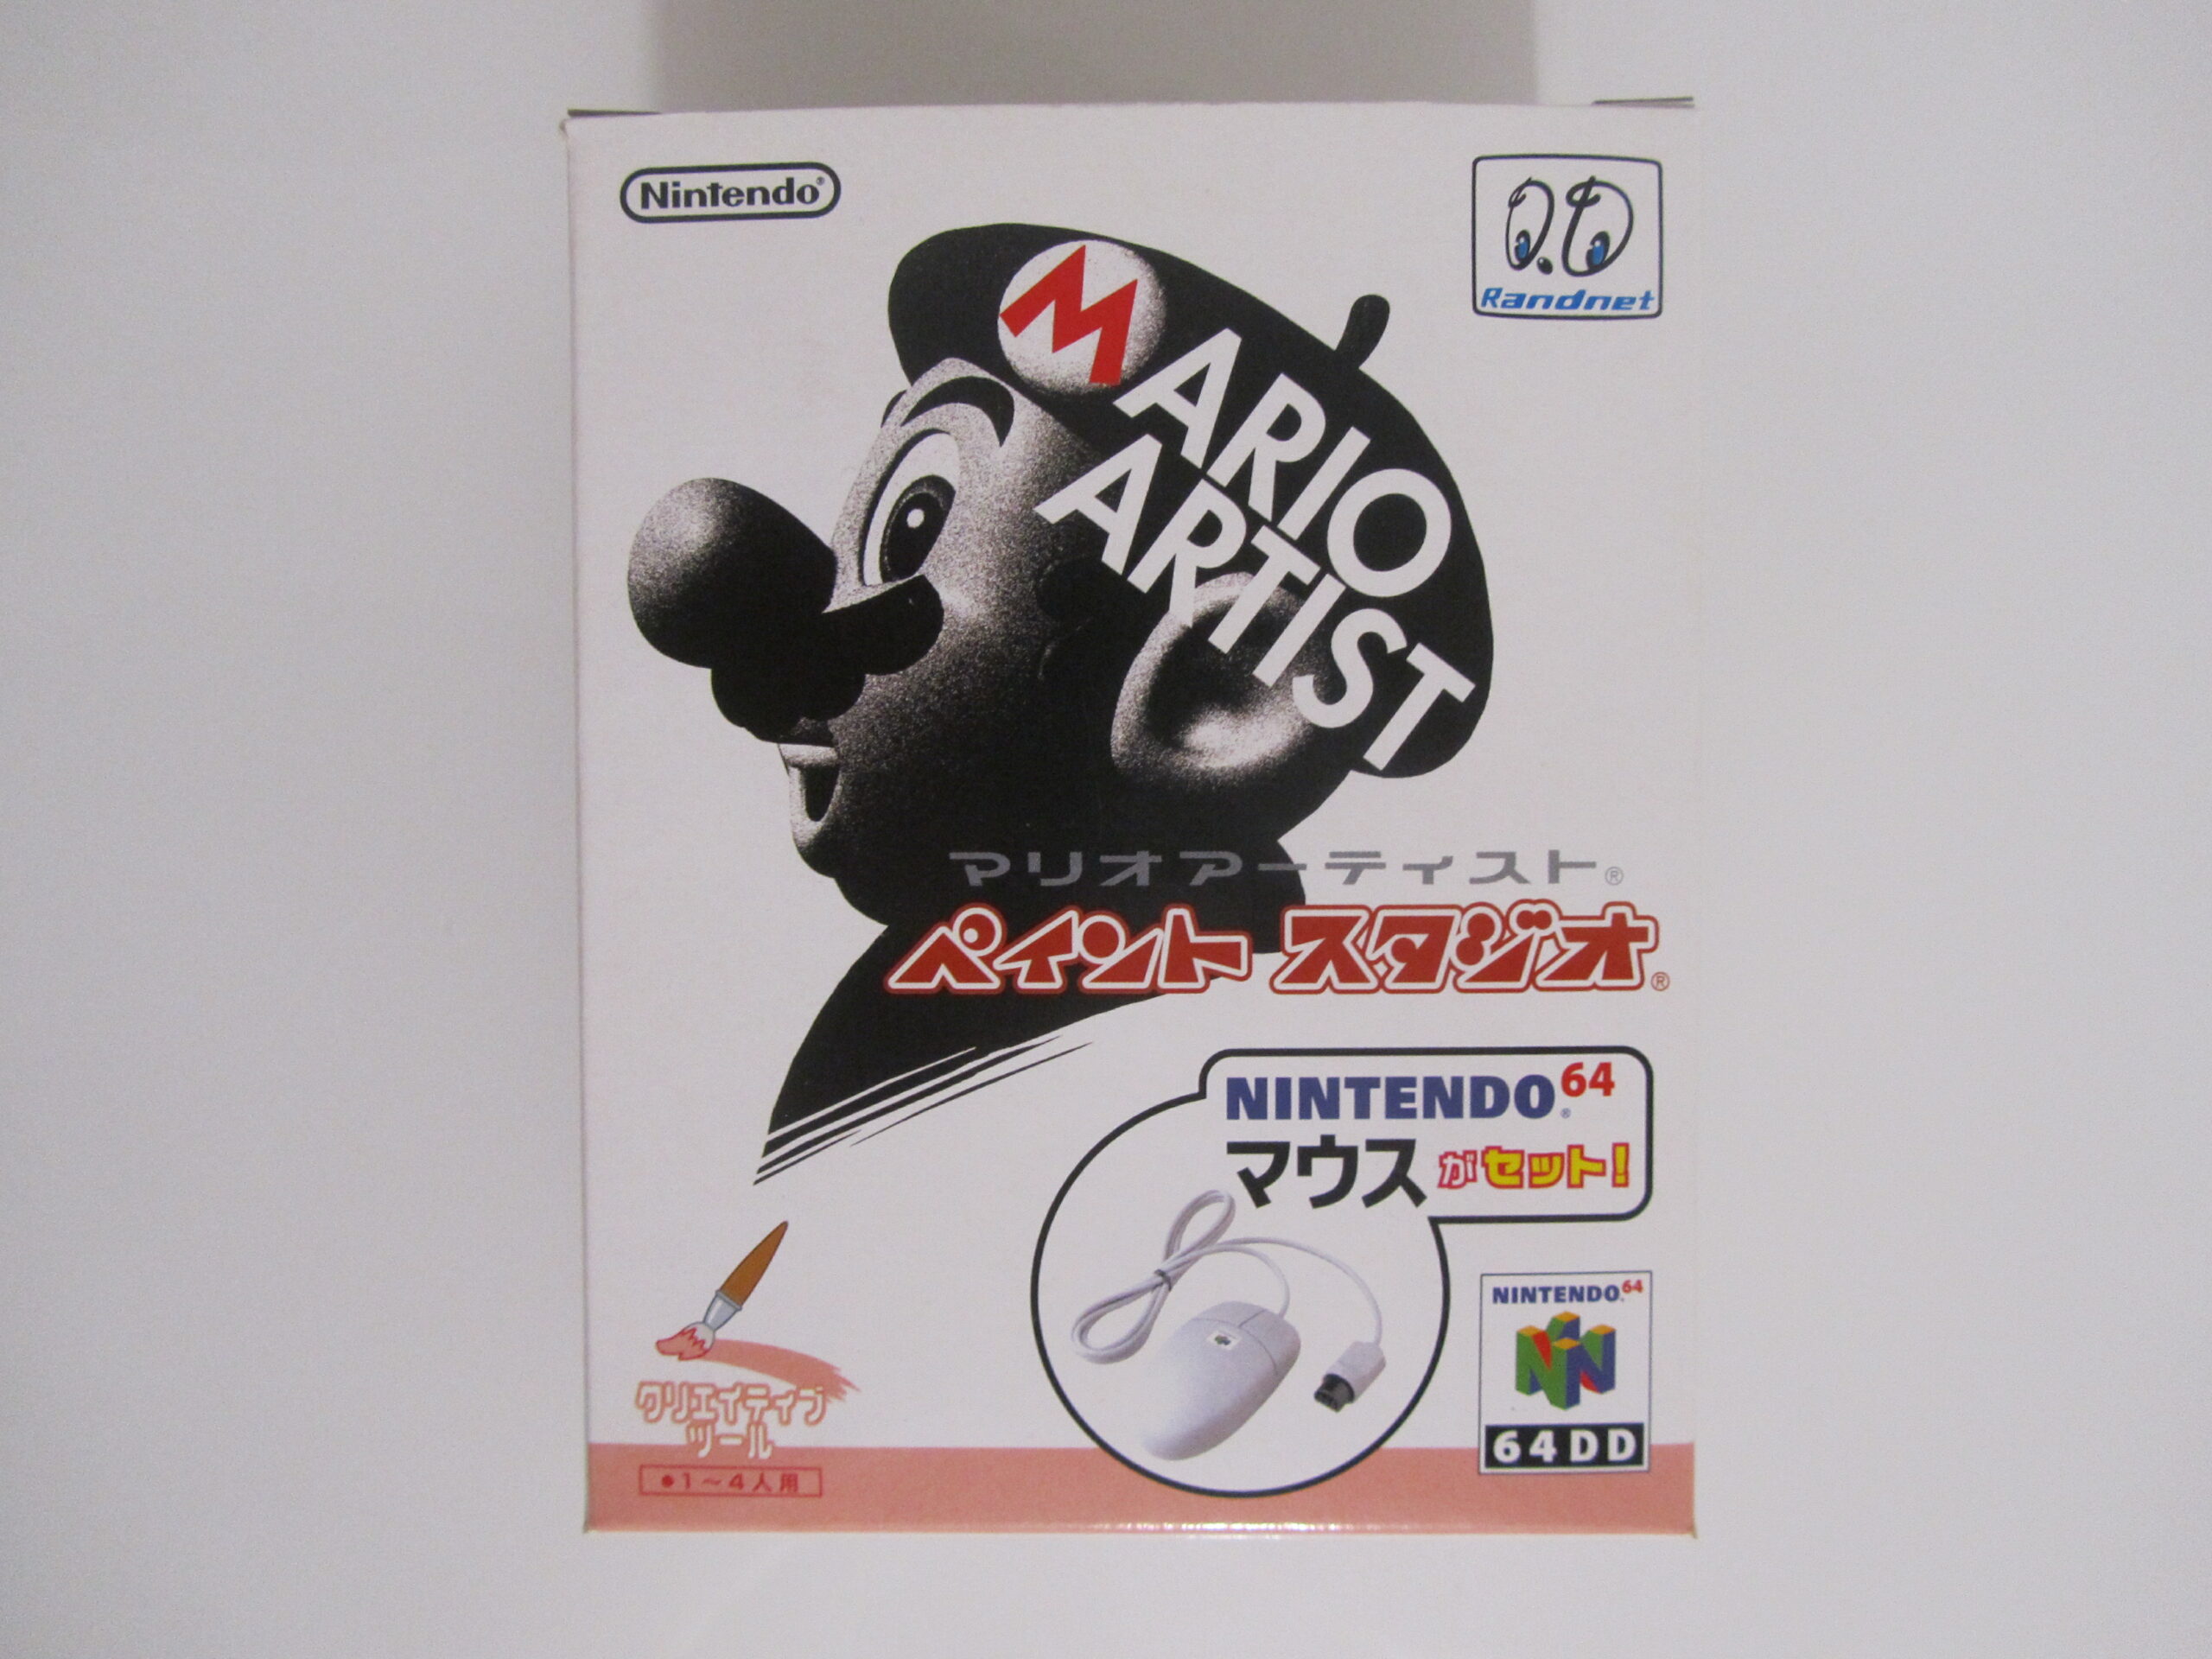 Nintendo®
Randnet
MARIO
ARTIST
マリオアーティスト®
ペイント スタジオ®
NINTENDO®64
マウスがセット!
クリエイティブ
ツール
●1～4人用
NINTENDO64
64DD